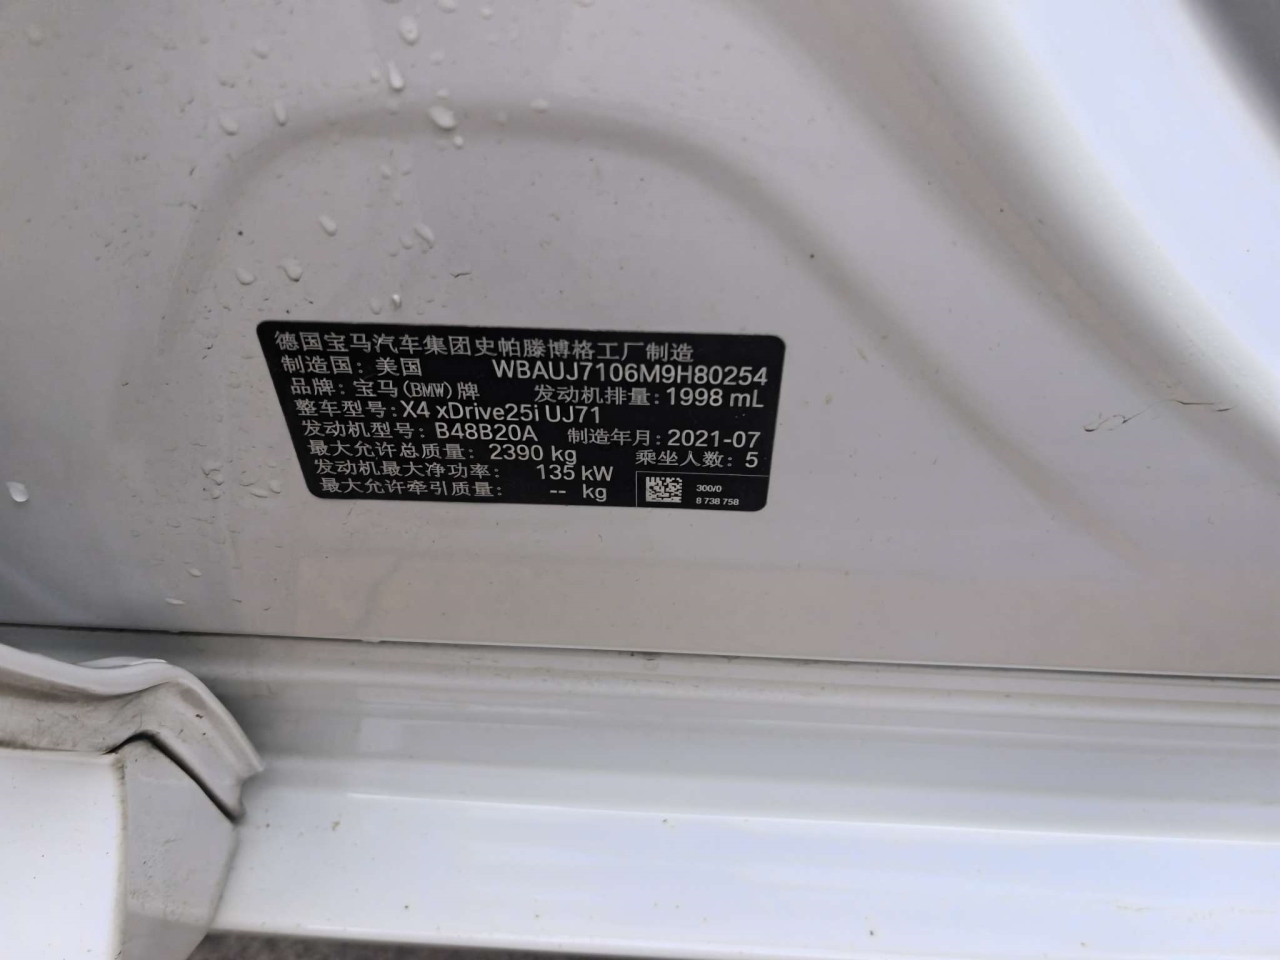 德国宝马汽车集团史帕滕博格工厂制造
制造国: 美国 WBAUJ7106M9H80254
品牌: 宝马(BMW)牌 发动机排量: 1998 mL
整车型号: X4 xDrive25i UJ71
发动机型号: B48B20A 制造年月: 2021-07
最大允许总质量: 2390 kg 乘坐人数: 5
发动机最大净功率: 135 kW
最大允许牵引质量: -- kg
300/0
8 738 758